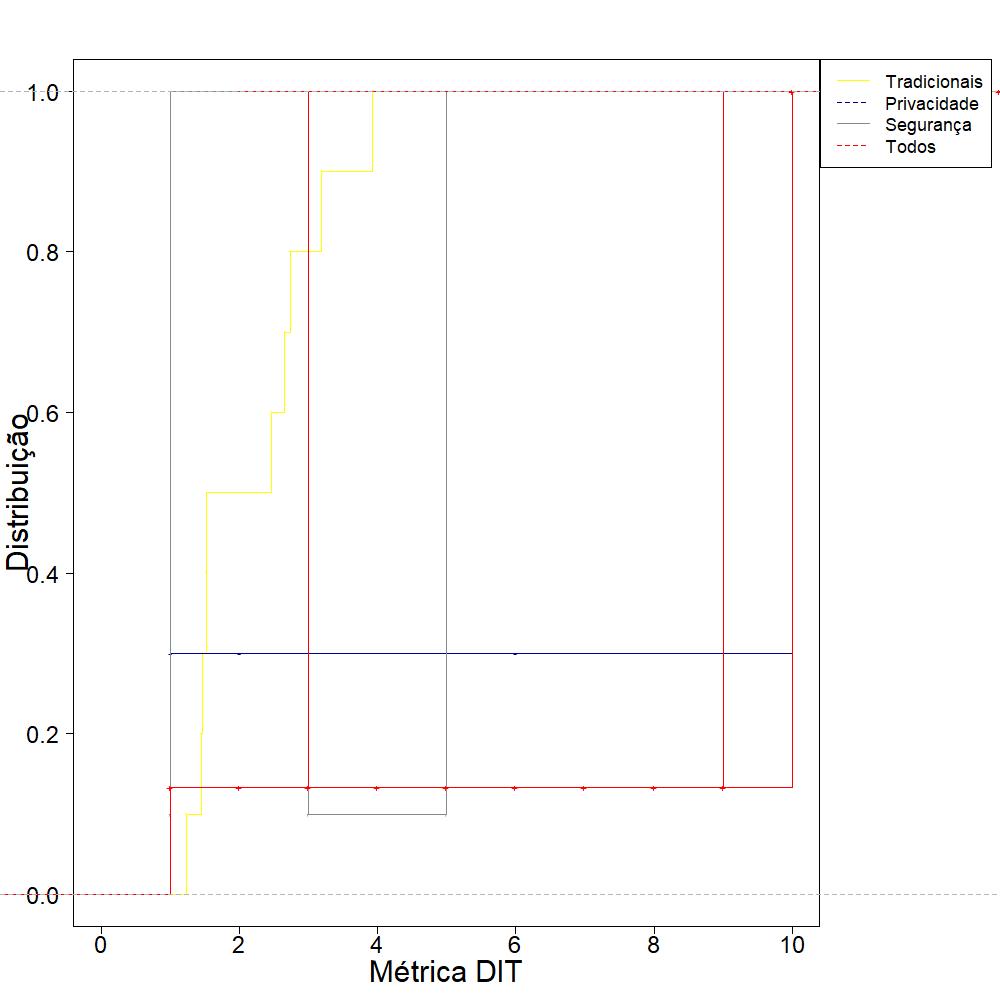 1.0
0.8
0.6
0.4
0.2
0.0
Distribuição
0 2 4 6 8 10
Métrica DIT
Tradicionais
Privacidade
Segurança
Todos